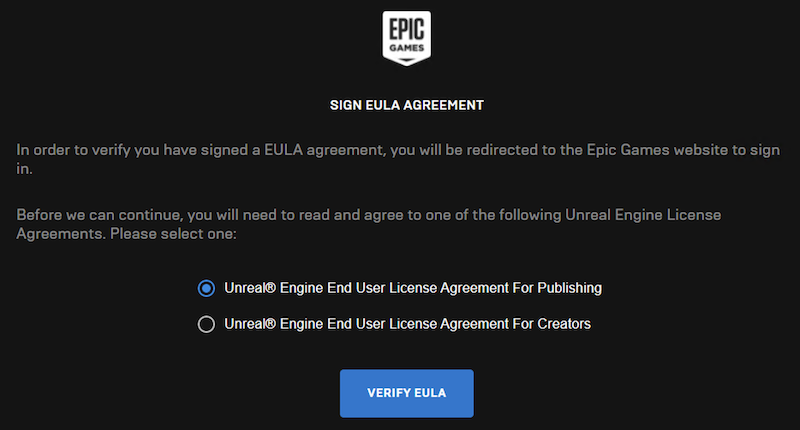 EPIC
GAMES
SIGN EULA AGREEMENT
In order to verify you have signed a EULA agreement, you will be redirected to the Epic Games website to sign
in.
Before we can continue, you will need to read and agree to one of the following Unreal Engine License
Agreements. Please select one:
Unreal® Engine End User License Agreement For Publishing
Unreal® Engine End User License Agreement For Creators
VERIFY EULA